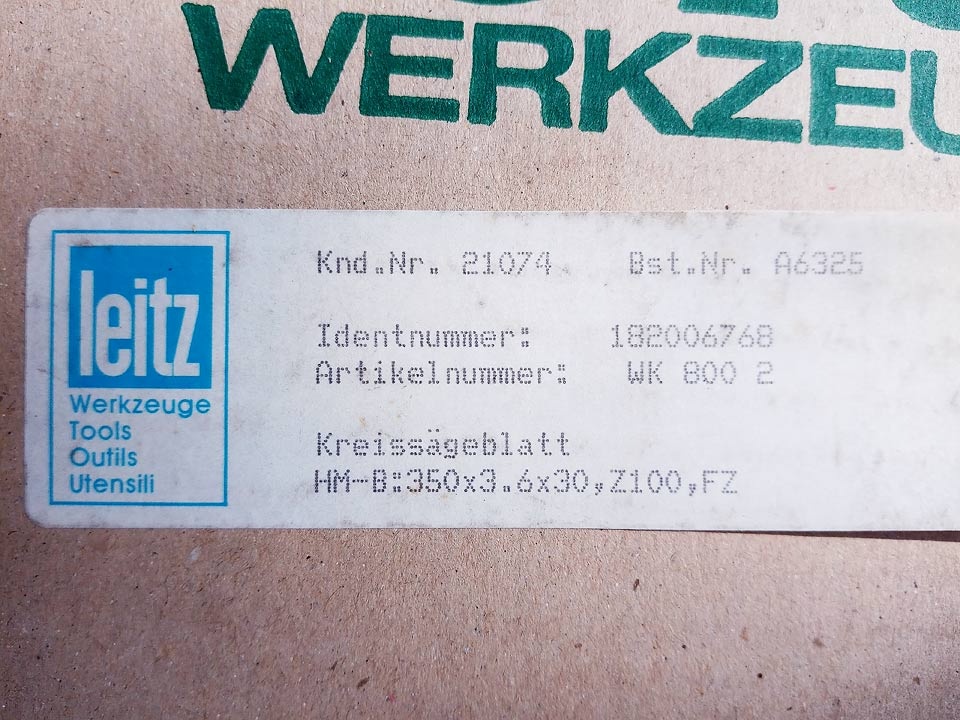 WERKZEU
leitz
Werkzeuge
Tools
Outils
Utensili
Knd.Nr. 21074 Bst.Nr. A6325
Identnummer: 182006768
Artikelnummer: WK 800 2
Kreissägeblatt
HM-B:350x3.6x30,Z100,FZ